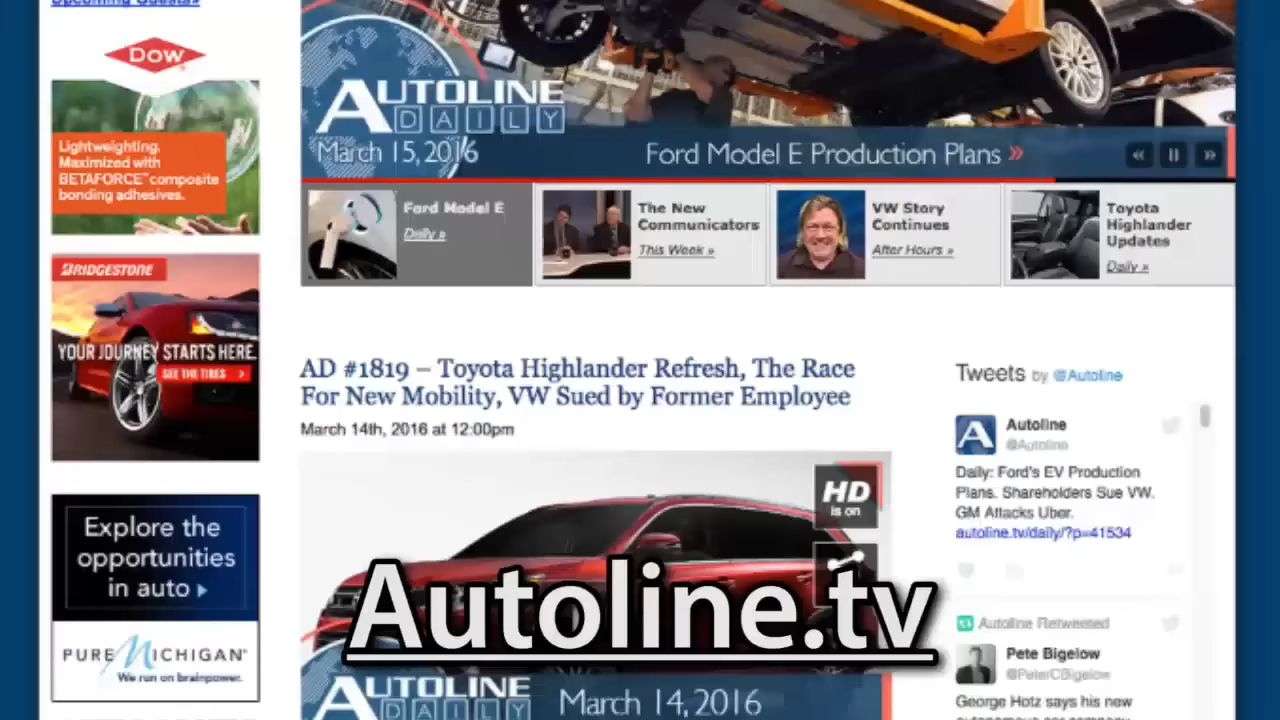 Upcoming Guests»
DOW
Lightweighting.
Maximized with
BETAFORCE™composite
bonding adhesives.
BRIDGESTONE
YOUR JOURNEY STARTS HERE.
SEE THE TIRES >
Explore the
opportunities
in auto
PURE MICHIGAN®
We run on brainpower.
AUTOLINE
DAILY
March 15, 2016
Ford Model E Production Plans »
Ford Model E
Daily »
The New
Communicators
This Week »
VW Story
Continues
After Hours »
Toyota
Highlander
Updates
Daily »
AD #1819 – Toyota Highlander Refresh, The Race
For New Mobility, VW Sued by Former Employee
March 14th, 2016 at 12:00pm
HD
is on
Autoline.tv
AUTOLINE
DAILY
March 14, 2016
Tweets by @Autoline
Autoline
@Autoline
Daily: Ford's EV Production
Plans. Shareholders Sue VW.
GM Attacks Uber.
autoline.tv/daily/?p=41534
Autoline Retweeted
Pete Bigelow
@PeterCBigelow
George Hotz says his new